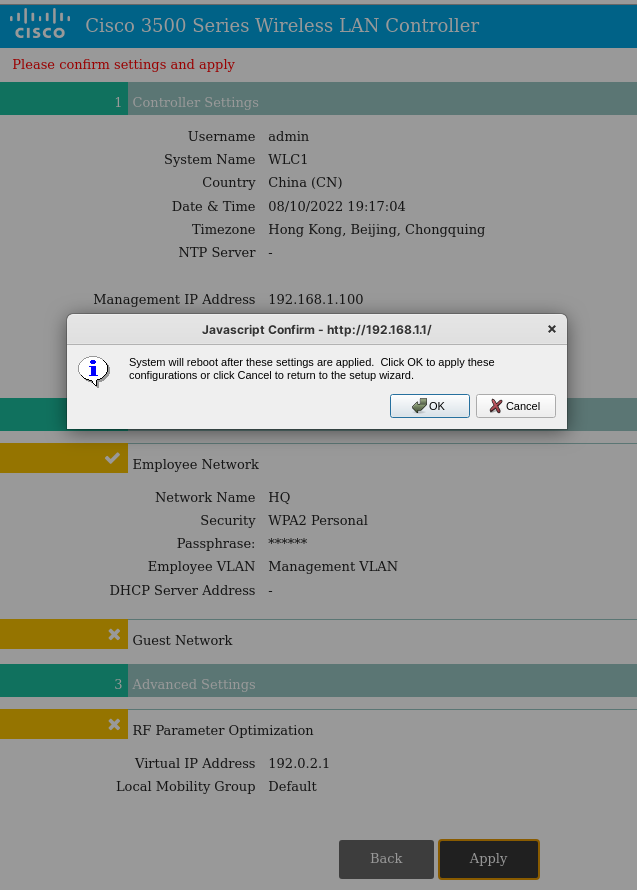 CISCO
Cisco 3500 Series Wireless LAN Controller
Please confirm settings and apply
1 Controller Settings
Username admin
System Name WLC1
Country China (CN)
Date & Time 08/10/2022 19:17:04
Timezone Hong Kong, Beijing, Chongquing
NTP Server -
Management IP Address 192.168.1.100
Javascript Confirm - http://192.168.1.1/
System will reboot after these settings are applied. Click OK to apply these
configurations or click Cancel to return to the setup wizard.
OK Cancel
Employee Network
Network Name HQ
Security WPA2 Personal
Passphrase: ******
Employee VLAN Management VLAN
DHCP Server Address -
Guest Network
3 Advanced Settings
RF Parameter Optimization
Virtual IP Address 192.0.2.1
Local Mobility Group Default
Back Apply